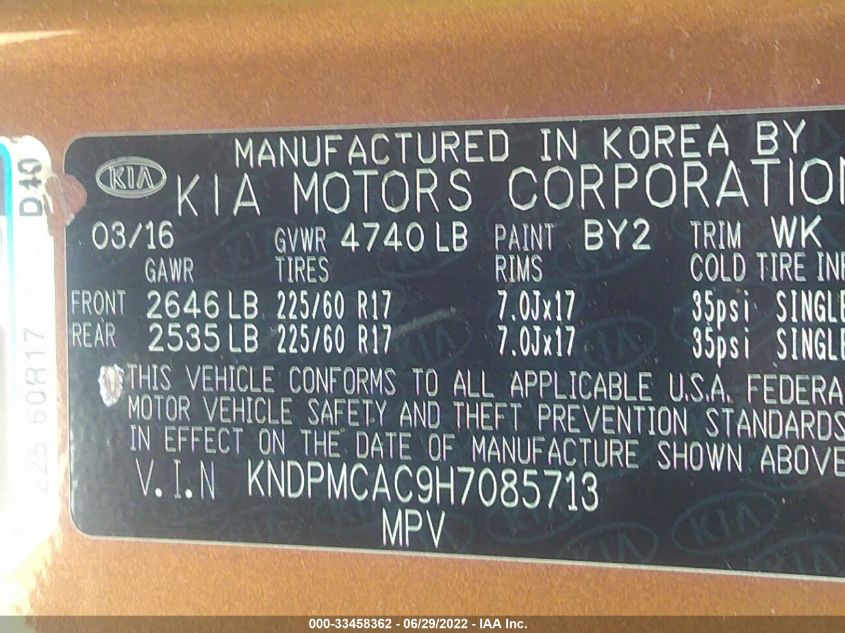 MANUFACTURED IN KOREA BY
KIA KIA MOTORS CORPORATION
03/16 GVWR 4740 LB PAINT BY2 TRIM WK
GAWR TIRES RIMS COLD TIRE INF
FRONT 2646 LB 225/60 R17 7.0Jx17 35psi SINGLE
REAR 2535 LB 225/60 R17 7.0Jx17 35psi SINGLE
THIS VEHICLE CONFORMS TO ALL APPLICABLE U.S.A. FEDERA
MOTOR VEHICLE SAFETY AND THEFT PREVENTION STANDARDS
IN EFFECT ON THE DATE OF MANUFACTURE SHOWN ABOVE
V.I.N KNDPMCAC9H7085713
MPV
D40
225 60R17
000-33458362 - 06/29/2022 - IAA Inc.